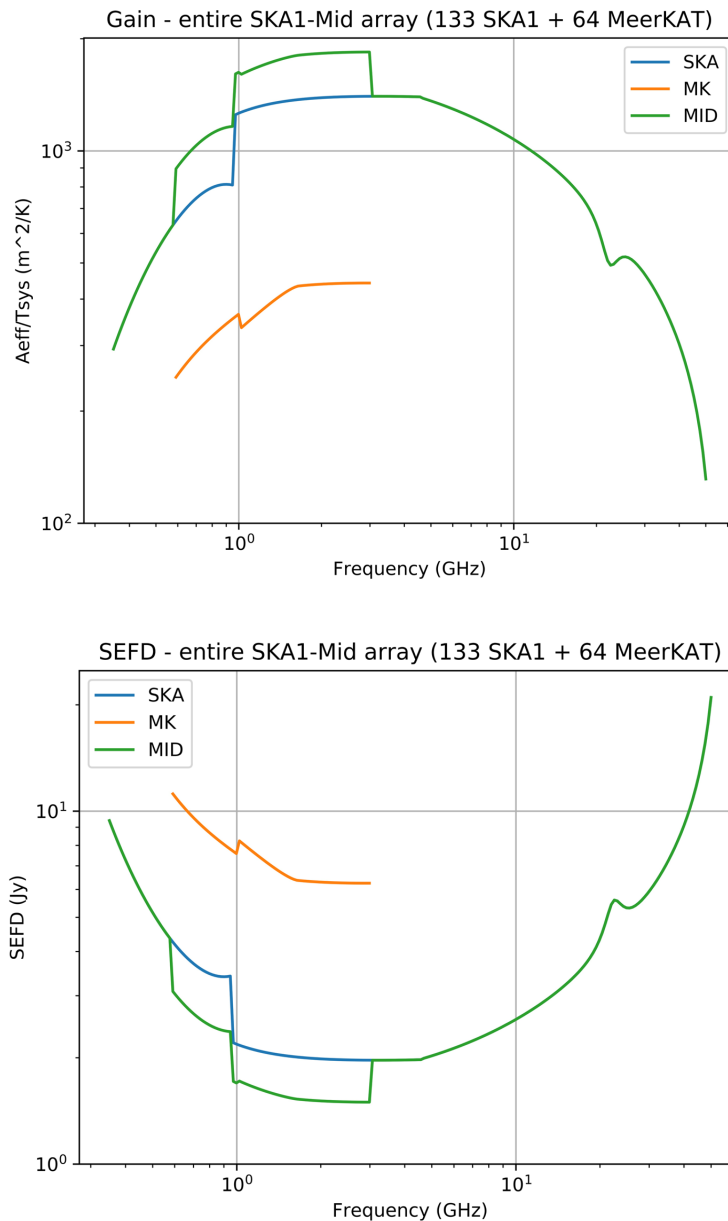 Gain - entire SKA1-Mid array (133 SKA1 + 64 MeerKAT)
SKA
MK
MID
10^3
10^2
Aeff/Tsys (m^2/K)
10^0
10^1
Frequency (GHz)
SEFD - entire SKA1-Mid array (133 SKA1 + 64 MeerKAT)
SKA
MK
MID
10^1
10^0
SEFD (Jy)
10^0
10^1
Frequency (GHz)